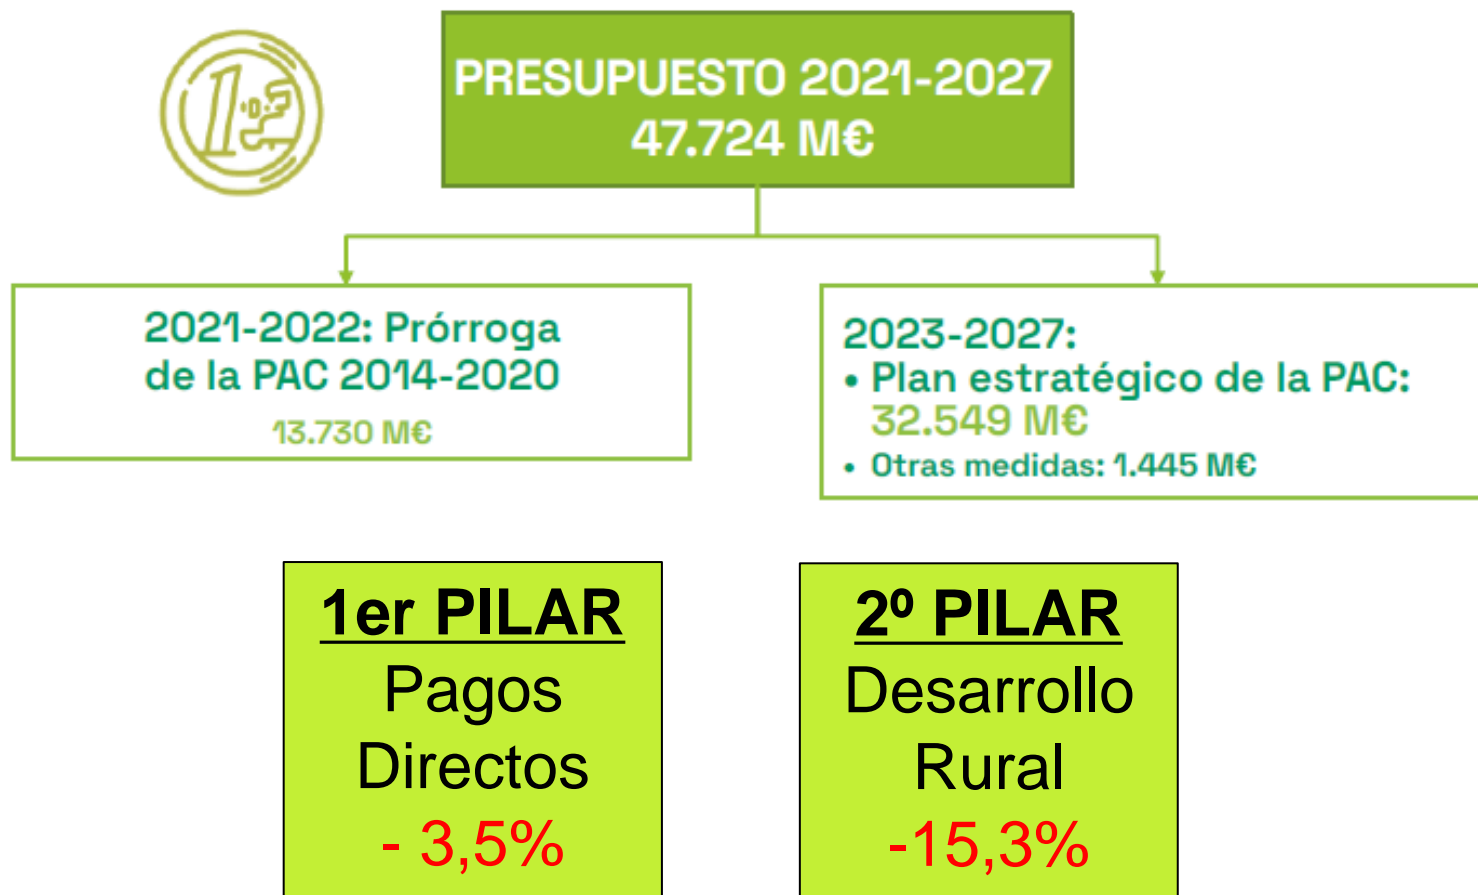 PRESUPUESTO 2021-2027
47.724 M€
2021-2022: Prórroga
de la PAC 2014-2020
13.730 M€
2023-2027:
• Plan estratégico de la PAC:
32.549 M€
• Otras medidas: 1.445 M€
1er PILAR
Pagos
Directos
- 3,5%
2º PILAR
Desarrollo
Rural
-15,3%